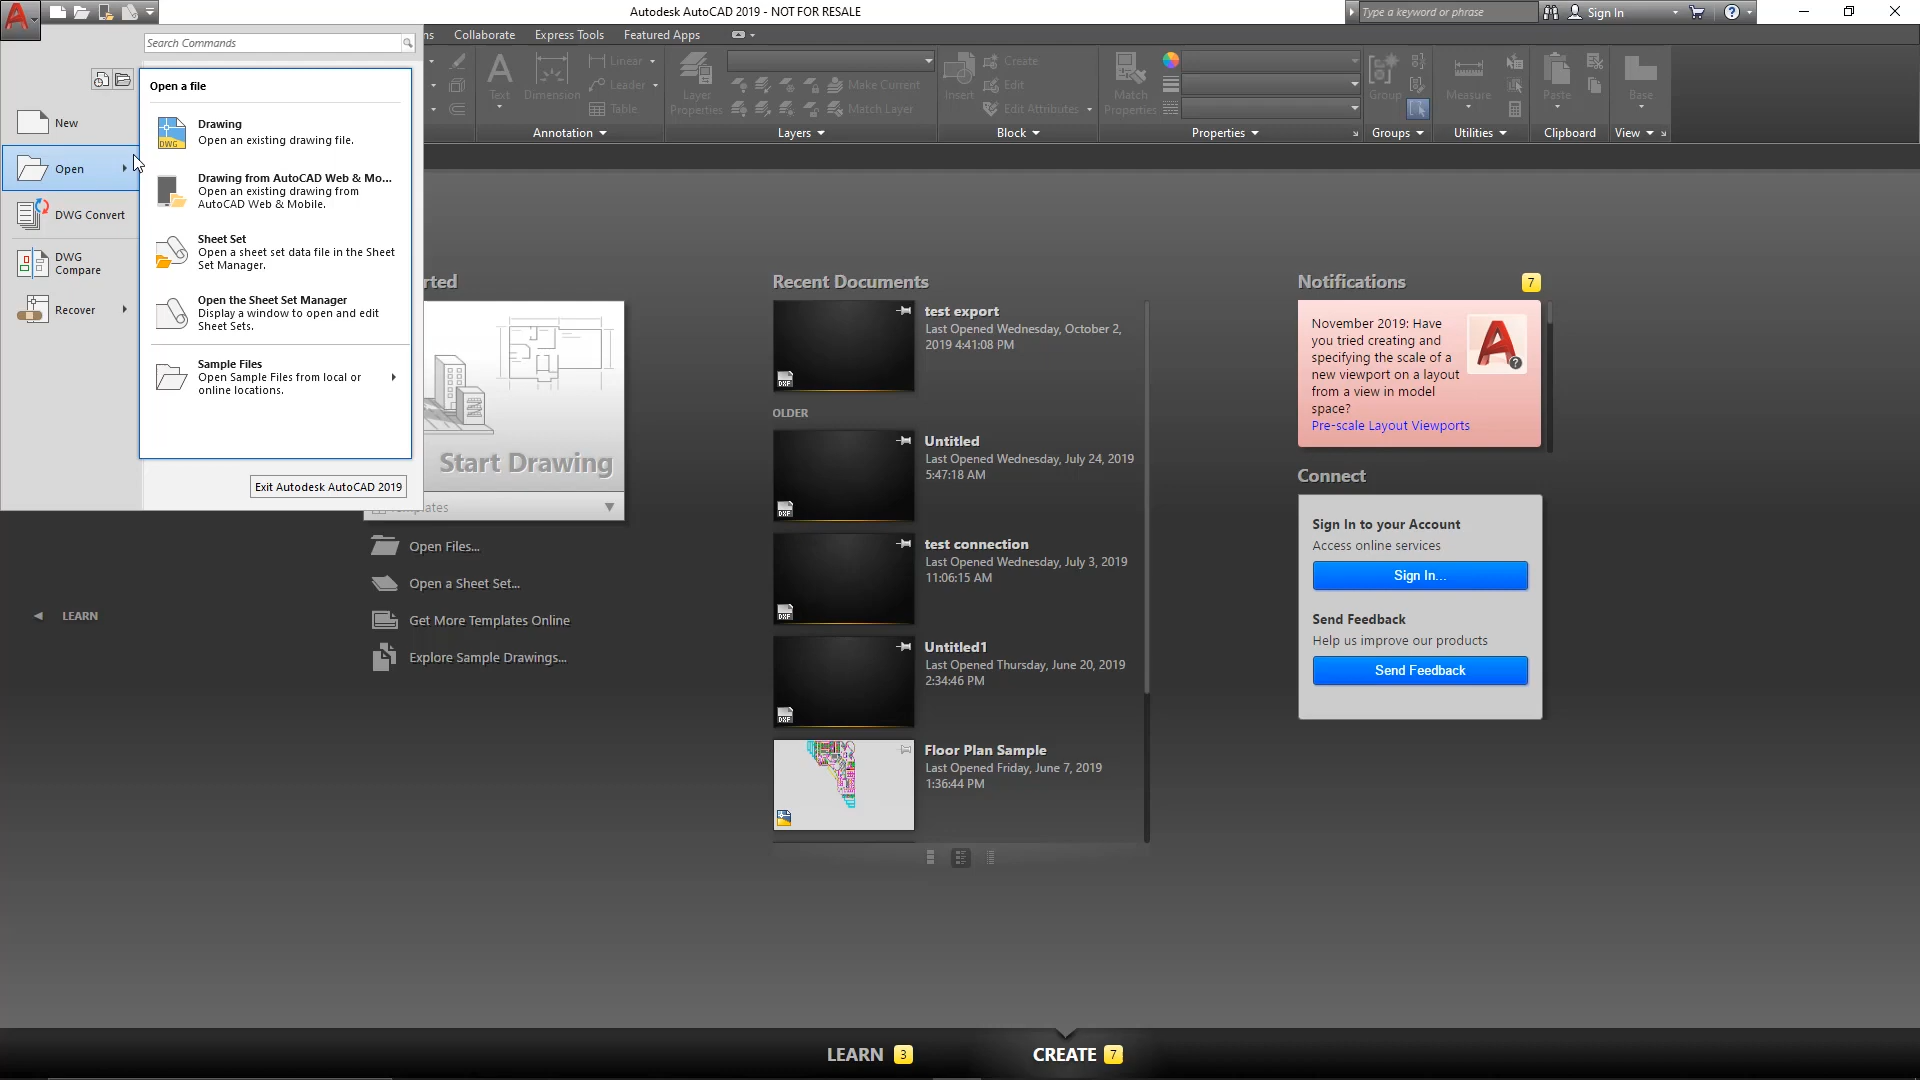 Autodesk AutoCAD 2019 - NOT FOR RESALE
Type a keyword or phrase
Sign In
Search Commands
Collaborate
Express Tools
Featured Apps
Open a file
New
Open
DWG Convert
DWG
Compare
Recover
DWG
Drawing
Open an existing drawing file.
Drawing from AutoCAD Web & Mo...
Open an existing drawing from
AutoCAD Web & Mobile.
Sheet Set
Open a sheet set data file in the Sheet
Set Manager.
Open the Sheet Set Manager
Display a window to open and edit
Sheet Sets.
Sample Files
Open Sample Files from local or
online locations.
Exit Autodesk AutoCAD 2019
Text
Dimension
Linear
Leader
Table
Annotation
Layer
Properties
Make Current
Match Layer
Layers
Insert
Create
Edit
Edit Attributes
Block
Match
Properties
Properties
Group
Groups
Measure
Utilities
Paste
Clipboard
Base
View
Start Drawing
Open Files...
Open a Sheet Set...
Get More Templates Online
Explore Sample Drawings...
LEARN
Recent Documents
test export
Last Opened Wednesday, October 2,
2019 4:41:08 PM
DXF
OLDER
Untitled
Last Opened Wednesday, July 24, 2019
5:47:18 AM
DXF
test connection
Last Opened Wednesday, July 3, 2019
11:06:15 AM
DXF
Untitled1
Last Opened Thursday, June 20, 2019
2:34:46 PM
DXF
Floor Plan Sample
Last Opened Friday, June 7, 2019
1:36:44 PM
Notifications
7
November 2019: Have
you tried creating and
specifying the scale of a
new viewport on a layout
from a view in model
space?
Pre-scale Layout Viewports
Connect
Sign In to your Account
Access online services
Sign In...
Send Feedback
Help us improve our products
Send Feedback
LEARN 3
CREATE 7